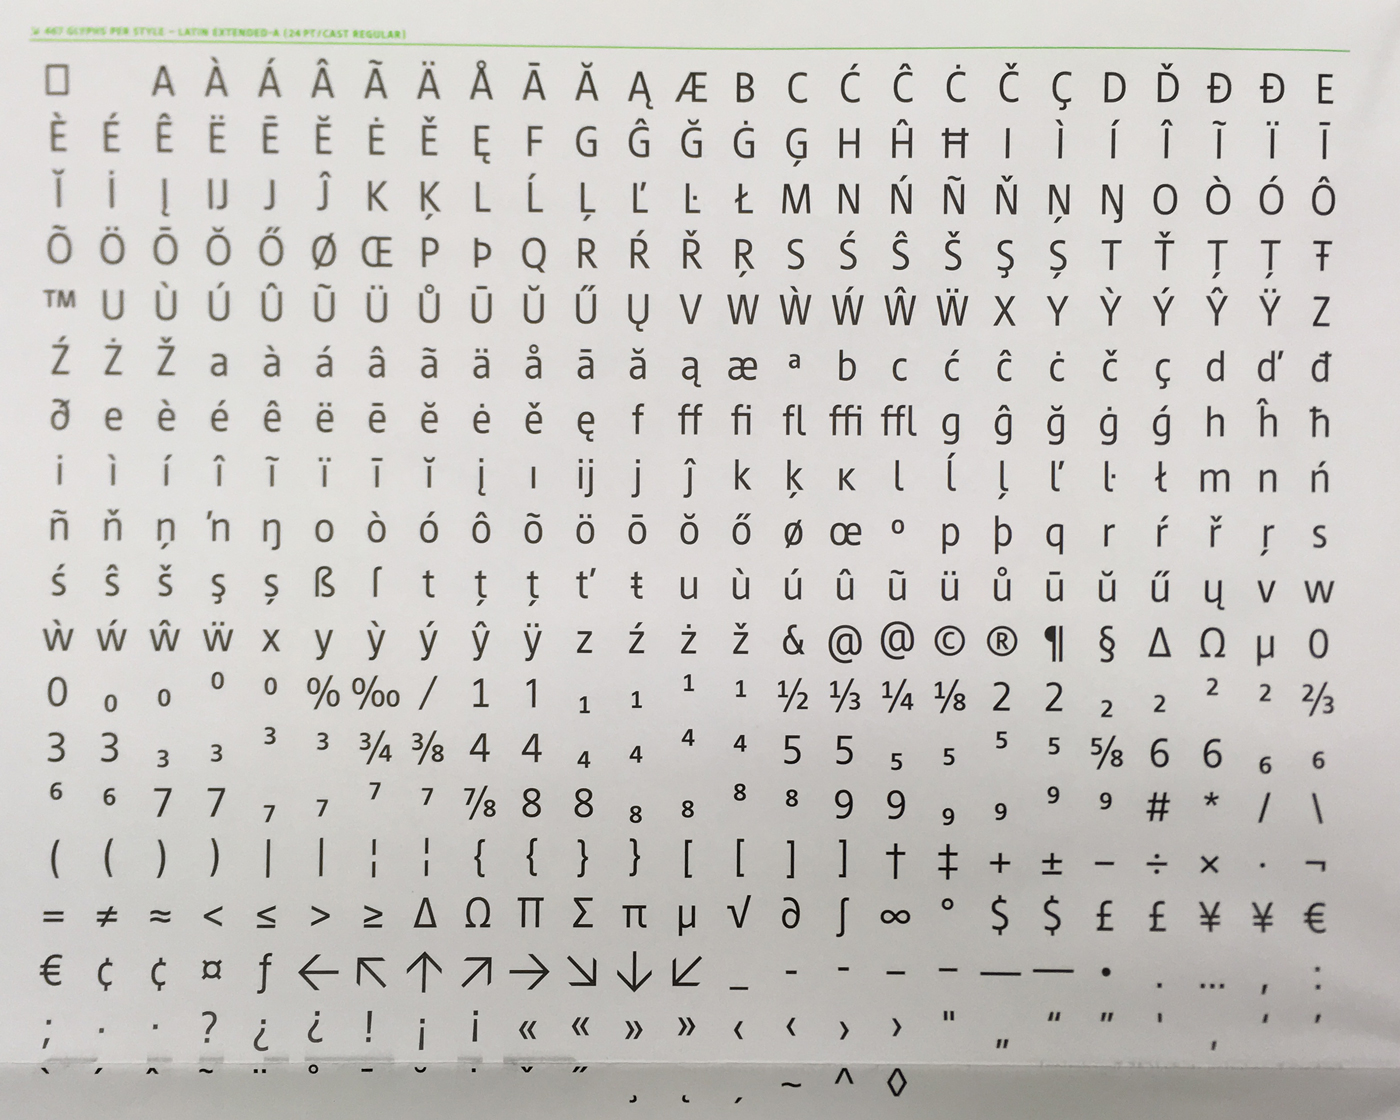 ⇲ 467 GLYPHS PER STYLE – LATIN EXTENDED-A (24 PT/CAST REGULAR)
A À Á Â Ã Ä Å Ā Ă Ą Æ B C Ć Ĉ Ċ Č Ç D Ď Đ Ð E
È É Ê Ë Ē Ĕ Ė Ě Ę F G Ĝ Ğ Ġ Ģ H Ĥ Ħ I Ì Í Î Ĩ Ï Ī
Ĭ İ Į IJ J Ĵ K Ķ L Ĺ Ļ Ľ Ŀ Ł M N Ń Ñ Ň Ņ Ŋ O Ò Ó Ô
Õ Ö Ō Ŏ Ő Ø Œ P Þ Q R Ŕ Ř Ŗ S Ś Ŝ Š Ş Ș T Ť Ţ Ț Ŧ
™ U Ù Ú Û Ũ Ü Ů Ū Ŭ Ű Ų V W Ẁ Ẃ Ŵ Ẅ X Y Ỳ Ý Ŷ Ÿ Z
Ź Ż Ž a à á â ã ä å ā ă ą æ ª b c ć ĉ ċ č ç d ď đ
ð e è é ê ë ē ĕ ė ě ę f ff fi fl ffi ffl g ĝ ğ ġ ģ h ĥ ħ
i ì í î ĩ ï ī ĭ į ı ij j ĵ k ķ ĸ l ĺ ļ ľ ŀ ł m n ń
ñ ň ņ ŉ ŋ o ò ó ô õ ö ō ŏ ő ø œ º p þ q r ŕ ř ŗ s
ś ŝ š ş ș ß ſ t ţ ț ť ŧ u ù ú û ũ ü ů ū ŭ ű ų v w
ẁ ẃ ŵ ẅ x y ỳ ý ŷ ÿ z ź ż ž & @ @ © ® ¶ § Δ Ω μ 0
0 ₀ ₀ ⁰ ⁰ % ‰ ⁄ 1 1 ₁ ₁ ¹ ¹ ½ ⅓ ¼ ⅛ 2 2 ₂ ₂ ² ² ⅔
3 3 ₃ ₃ ³ ³ ¾ ⅜ 4 4 ₄ ₄ ⁴ ⁴ 5 5 ₅ ₅ ⁵ ⁵ ⅝ 6 6 ₆ ₆
⁶ ⁶ 7 7 ₇ ₇ ⁷ ⁷ ⅞ 8 8 ₈ ₈ ⁸ ⁸ 9 9 ₉ ₉ ⁹ ⁹ # * / \
( ( ) ) | | ¦ ¦ { { } } [ [ ] ] † ‡ + ± − ÷ × · ¬
= ≠ ≈ < ≤ > ≥ Δ Ω Π Σ π μ √ ∂ ∫ ∞ ° $ $ £ £ ¥ ¥ €
€ ¢ ¢ ¤ ƒ ← ↖ ↑ ↗ → ↘ ↓ ↙ _ - - – – — — • . … , :
; · · ? ¿ ¿ ! ¡ ¡ « « » » ‹ ‹ › › " „ “ ” ' ‚ ‘ ’
` ´ ˆ ˜ ¨ ˚ ¯ ˘ ˙ ˇ ˝ ¸ ˛ ~ ^ ◊